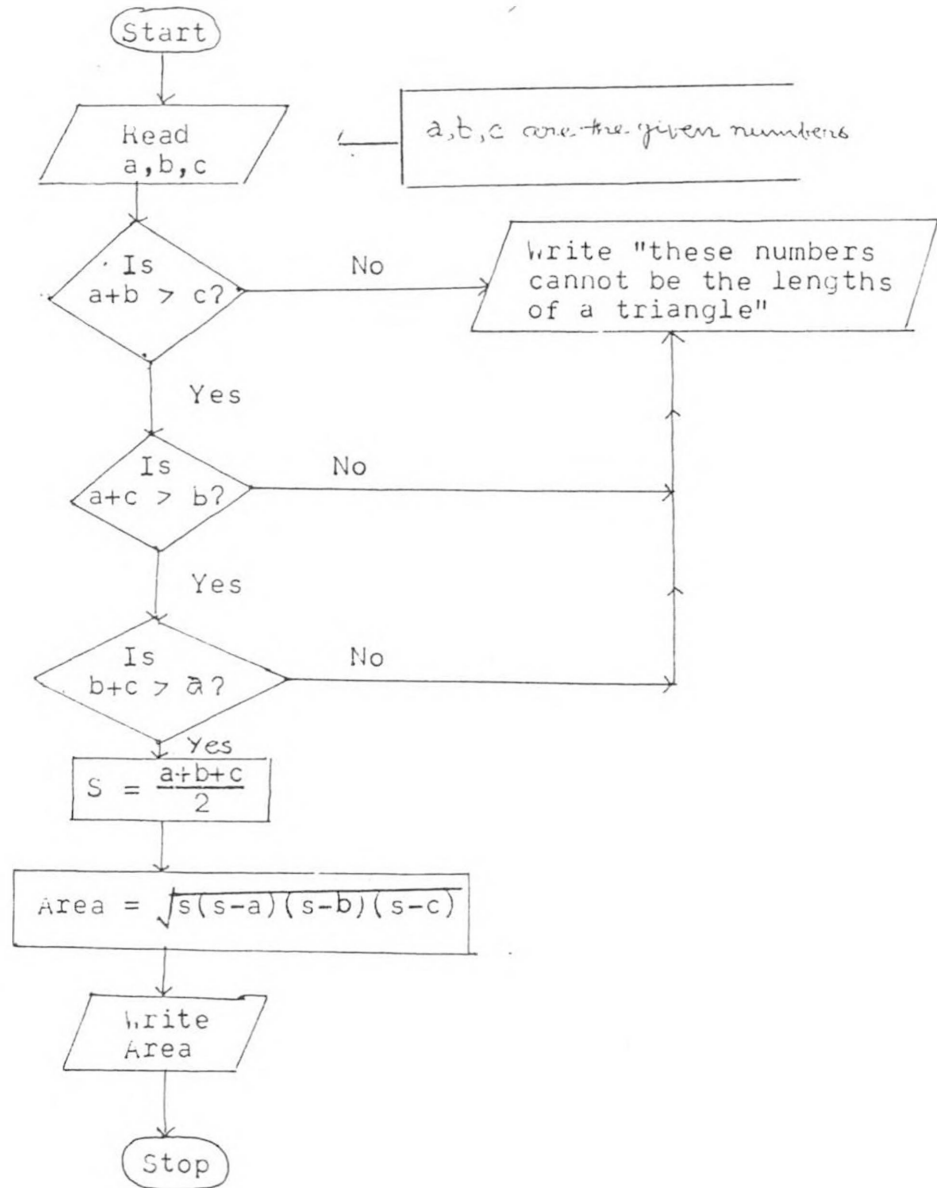 Start
Read
a,b,c
a,b,c are the given numbers
Is
a+b > c?
No
Write "these numbers
cannot be the lengths
of a triangle"
Yes
Is
a+c > b?
No
Yes
Is
b+c > a?
No
Yes
S = a+b+c
2
Area = √s(s-a)(s-b)(s-c)
Write
Area
Stop